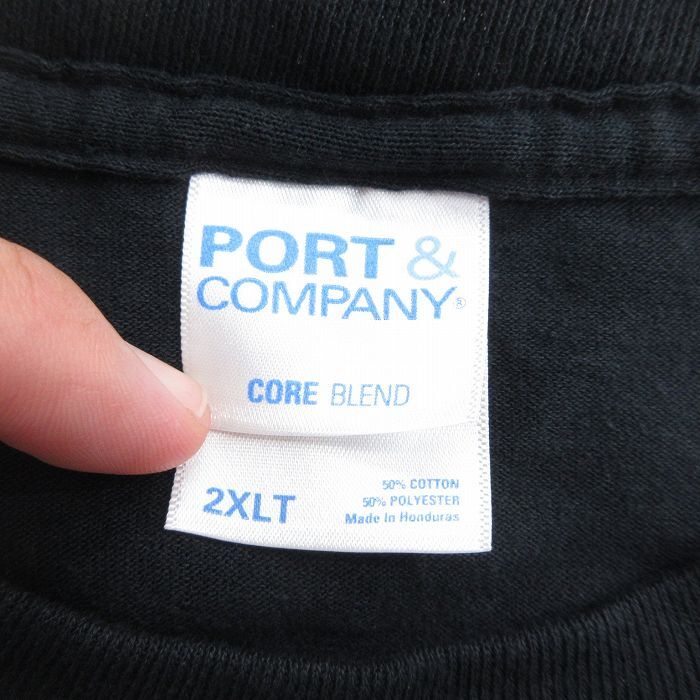 PORT &
COMPANY®
CORE BLEND
2XLT
50% COTTON
50% POLYESTER
Made In Honduras